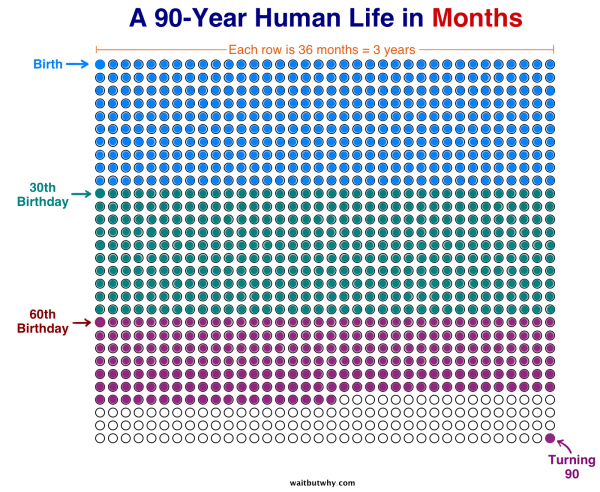 A 90-Year Human Life in Months
Each row is 36 months = 3 years
Birth
30th
Birthday
60th
Birthday
Turning
90
waitbutwhy.com